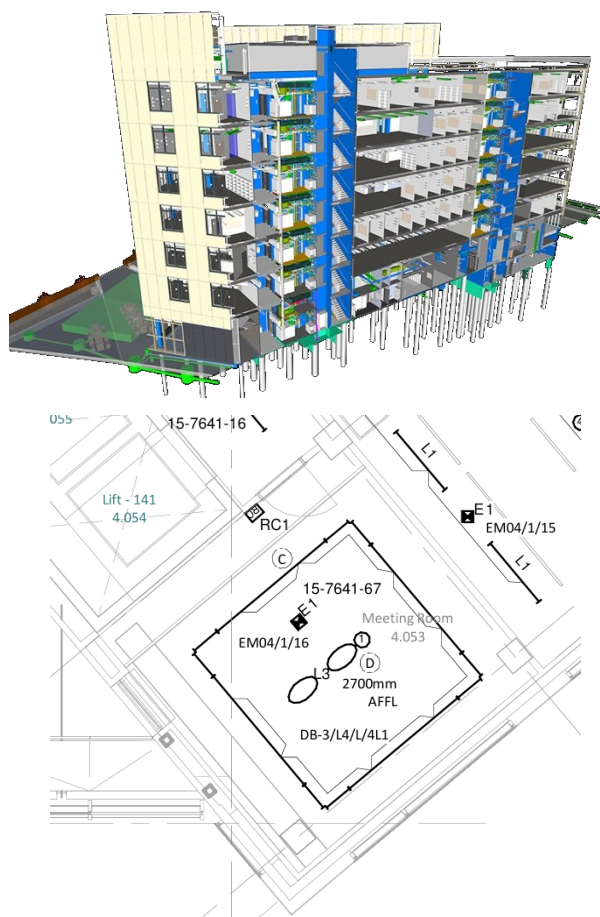 055
15-7641-16
Lift - 141
4.054
RC
RC1
L1
E1
EM04/1/15
L1
C
15-7641-67
E1
Meeting Room
4.053
EM04/1/16
1
L3
D
2700mm
AFFL
DB-3/L4/L/4L1